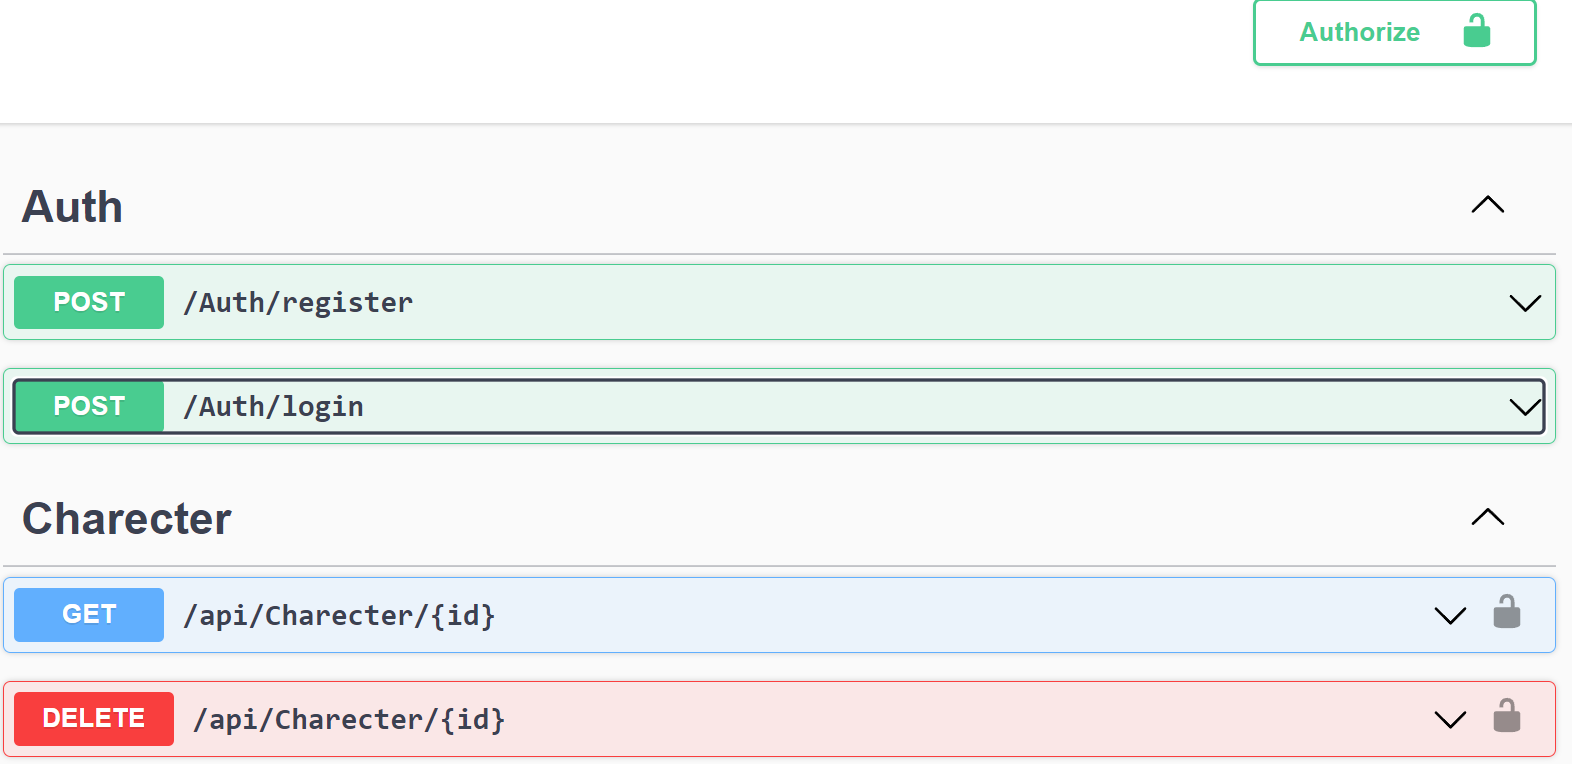 Authorize
Auth
POST /Auth/register
POST /Auth/login
Charecter
GET /api/Charecter/{id}
DELETE /api/Charecter/{id}